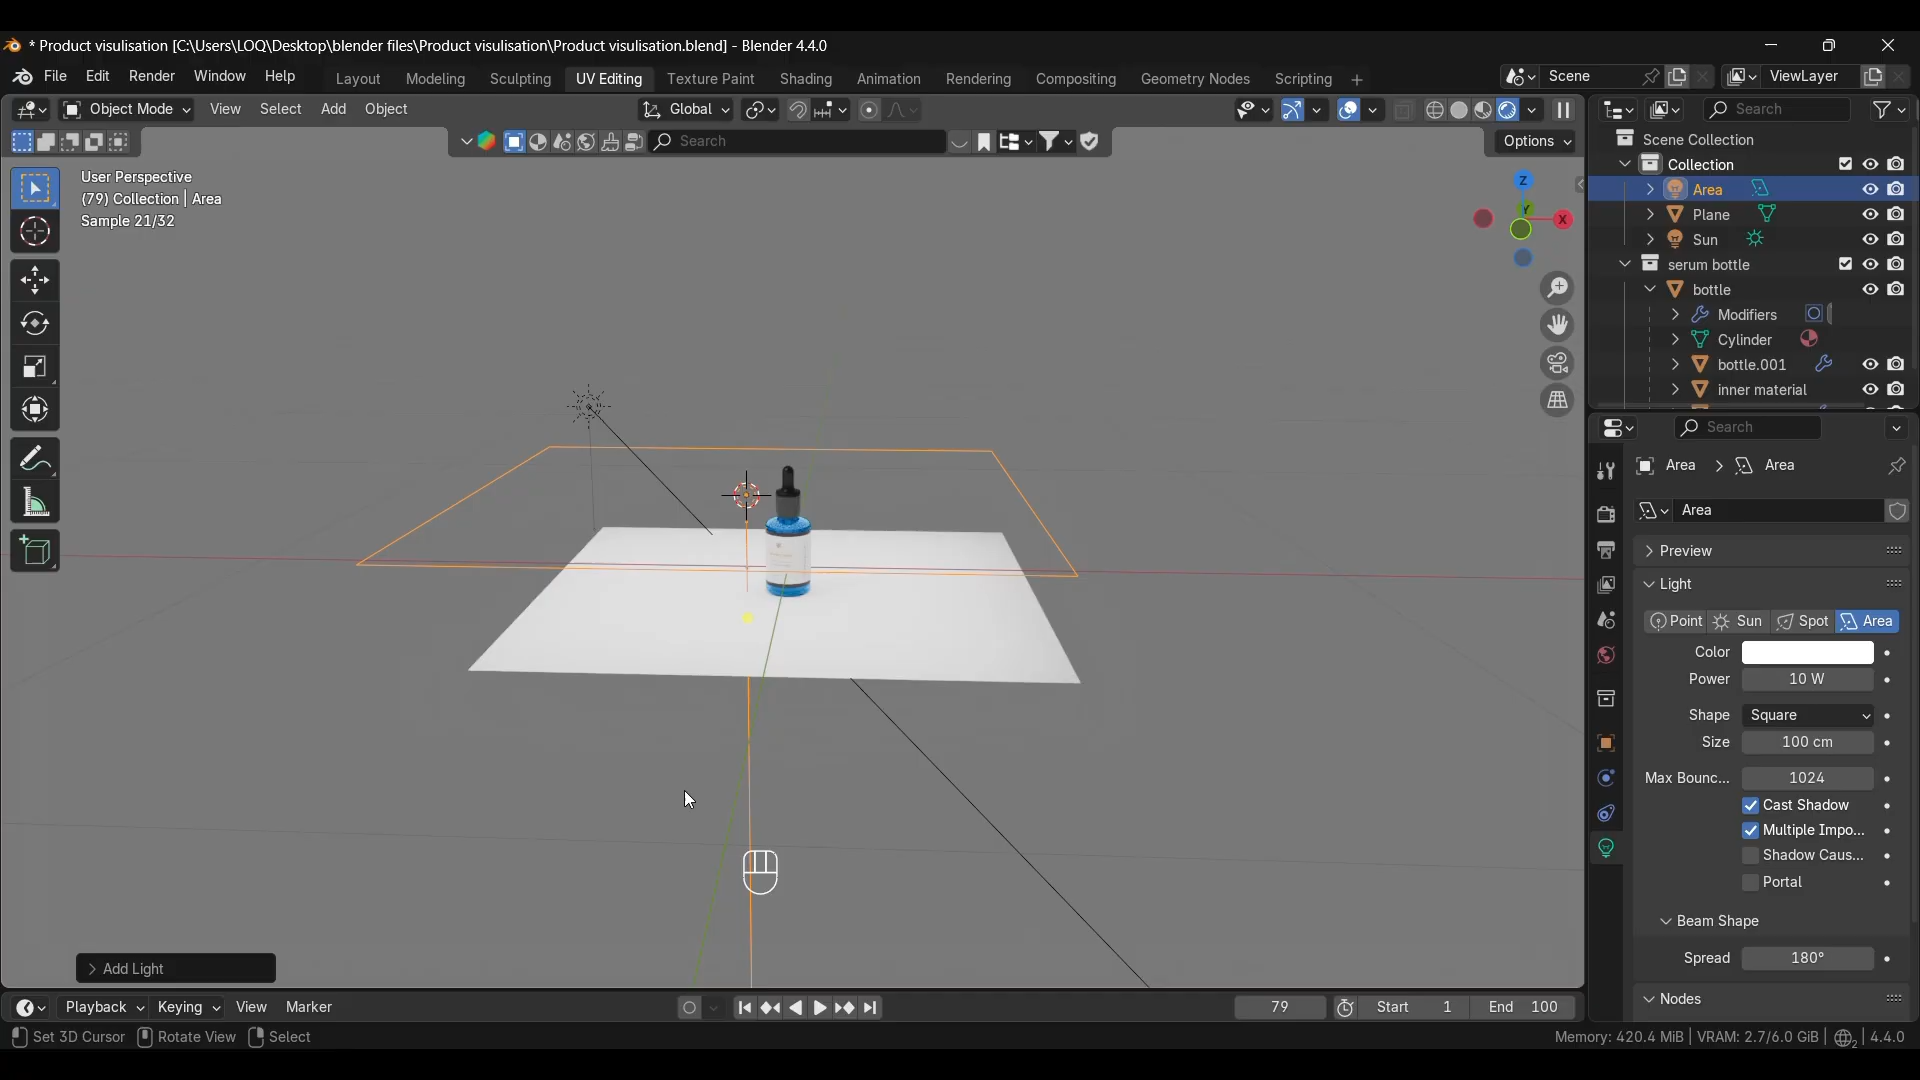 * Product visulisation [C:\Users\LOQ\Desktop\blender files\Product visulisation\Product visulisation.blend] - Blender 4.4.0
File Edit Render Window Help Layout Modeling Sculpting UV Editing Texture Paint Shading Animation Rendering Compositing Geometry Nodes Scripting + Scene ViewLayer
Object Mode View Select Add Object Global Search
Search Options
User Perspective
(79) Collection | Area
Sample 21/32
Z
Y
X
Scene Collection
Collection
Area
Plane
Sun
serum bottle
bottle
Modifiers
Cylinder
bottle.001
inner material
Search
Area > Area
Area
Preview
Light
Point Sun Spot Area
Color
Power 10 W
Shape Square
Size 100 cm
Max Bounc... 1024
Cast Shadow
Multiple Impo...
Shadow Caus...
Portal
Beam Shape
Spread 180°
Nodes
Add Light
Playback Keying View Marker 79 Start 1 End 100
Set 3D Cursor Rotate View Select Memory: 420.4 MiB | VRAM: 2.7/6.0 GiB | 2 | 4.4.0